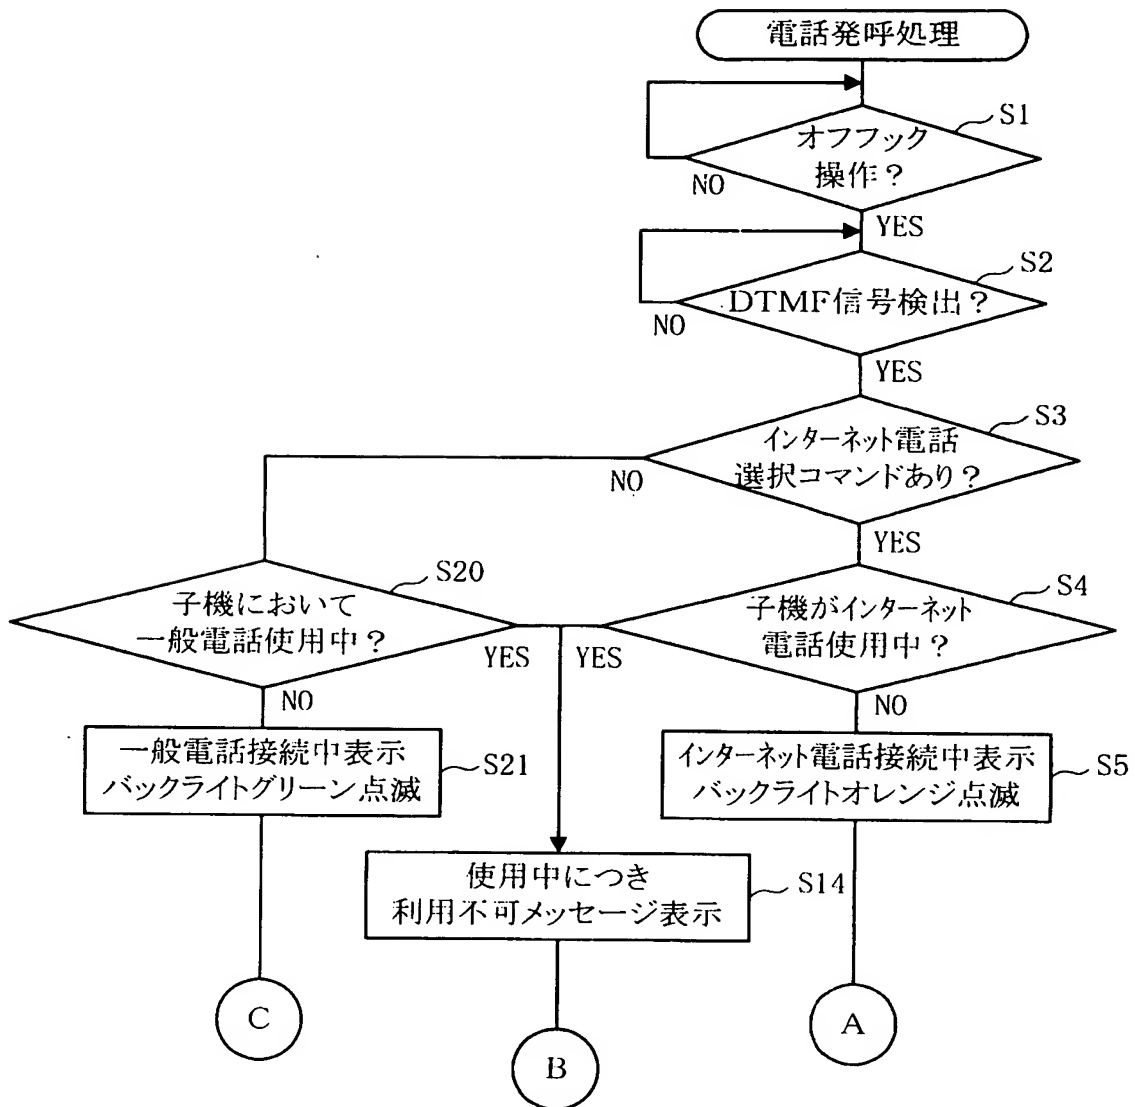 電話発呼処理
オフフック
操作？
S1
NO
YES
DTMF信号検出？
S2
NO
YES
インターネット電話
選択コマンドあり？
S3
NO
YES
子機において
一般電話使用中？
S20
YES
NO
子機がインターネット
電話使用中？
S4
YES
NO
一般電話接続中表示
バックライトグリーン点滅
S21
インターネット電話接続中表示
バックライトオレンジ点滅
S5
使用中につき
利用不可メッセージ表示
S14
C
B
A